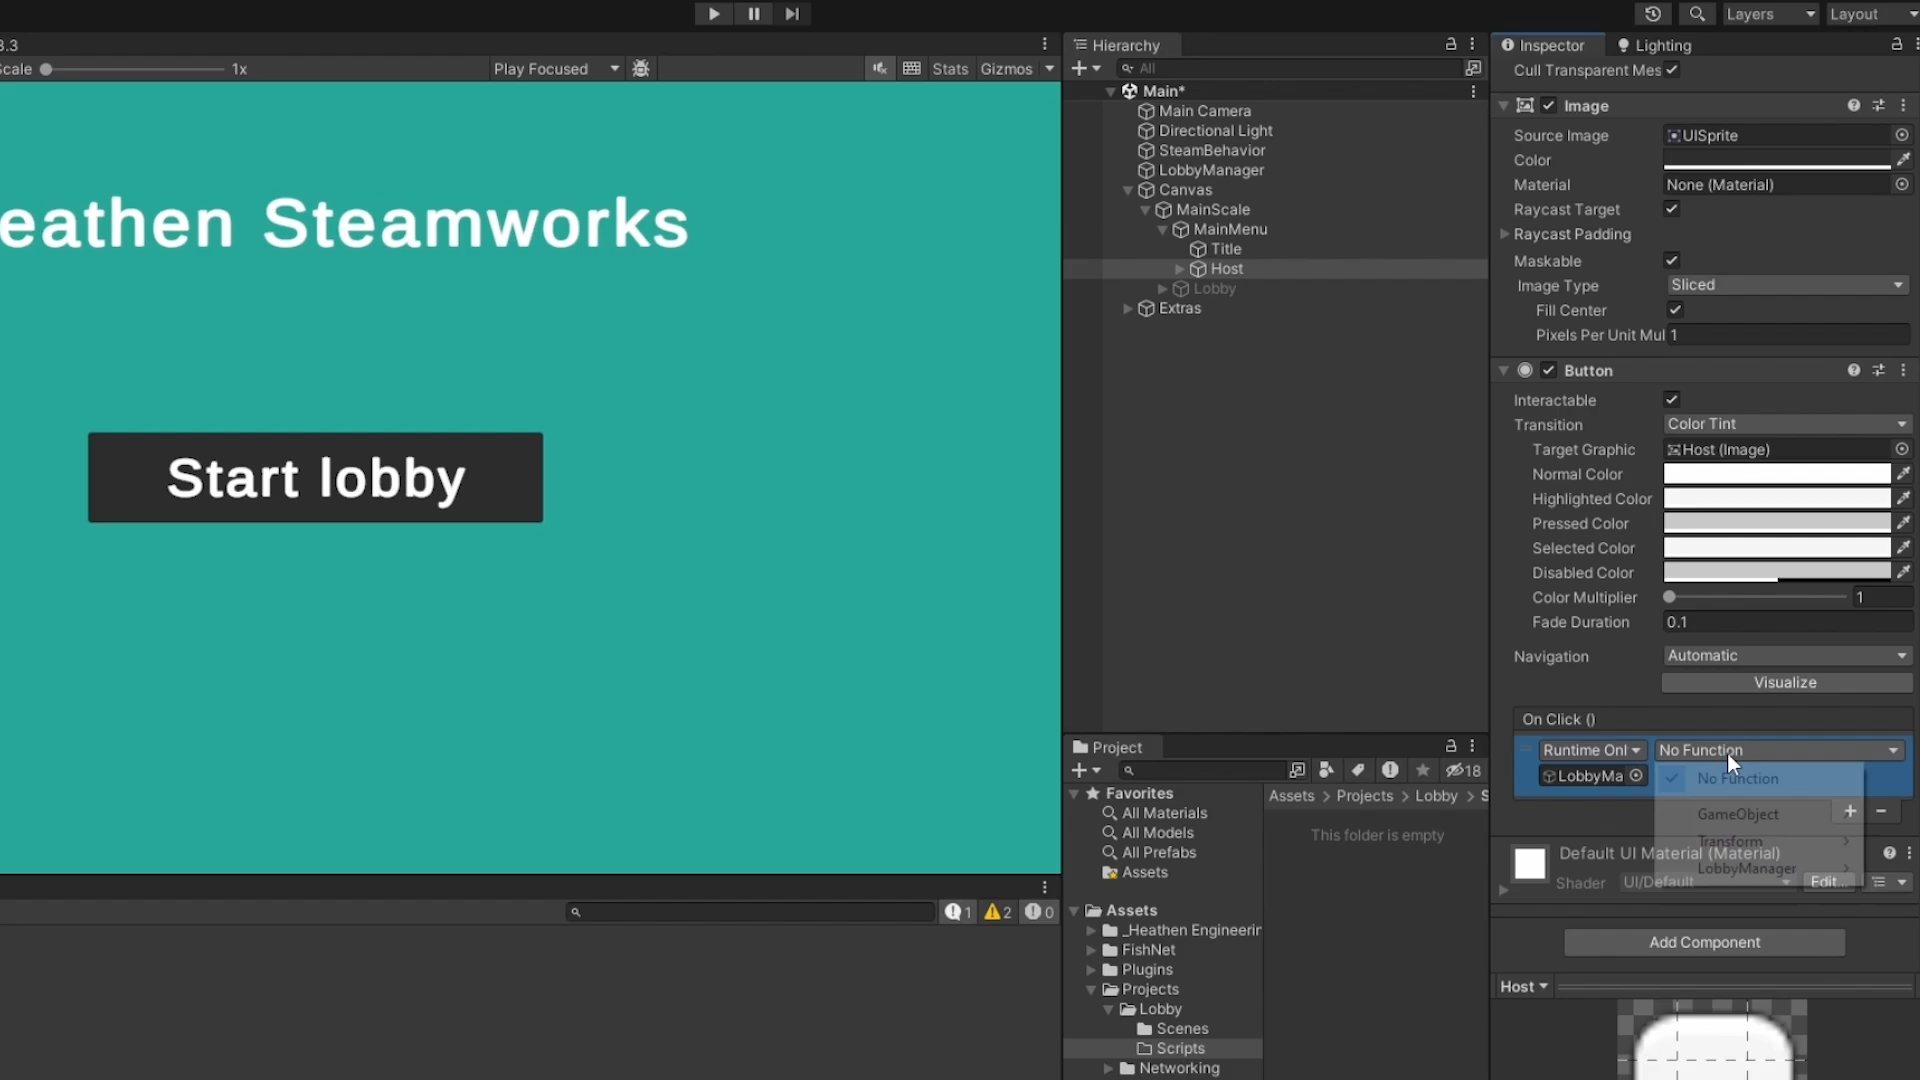 Layers
Layout
3.3
Scale 1x
Play Focused
Stats
Gizmos
eathen Steamworks
Start lobby
1
2
0
Hierarchy
All
Main*
Main Camera
Directional Light
SteamBehavior
LobbyManager
Canvas
MainScale
MainMenu
Title
Host
Lobby
Extras
Project
18
Favorites
All Materials
All Models
All Prefabs
Assets
Assets
_Heathen Engineerin
FishNet
Plugins
Projects
Lobby
Scenes
Scripts
Networking
Assets > Projects > Lobby > S
This folder is empty
Inspector
Lighting
Cull Transparent Mes
Image
Source Image UISprite
Color
Material None (Material)
Raycast Target
Raycast Padding
Maskable
Image Type Sliced
Fill Center
Pixels Per Unit Mul 1
Button
Interactable
Transition Color Tint
Target Graphic Host (Image)
Normal Color
Highlighted Color
Pressed Color
Selected Color
Disabled Color
Color Multiplier 1
Fade Duration 0.1
Navigation Automatic
Visualize
On Click ()
Runtime Onl No Function
LobbyMa
No Function
GameObject
Transform
LobbyManager
Default UI Material (Material)
Shader UI/Default Edit...
Add Component
Host